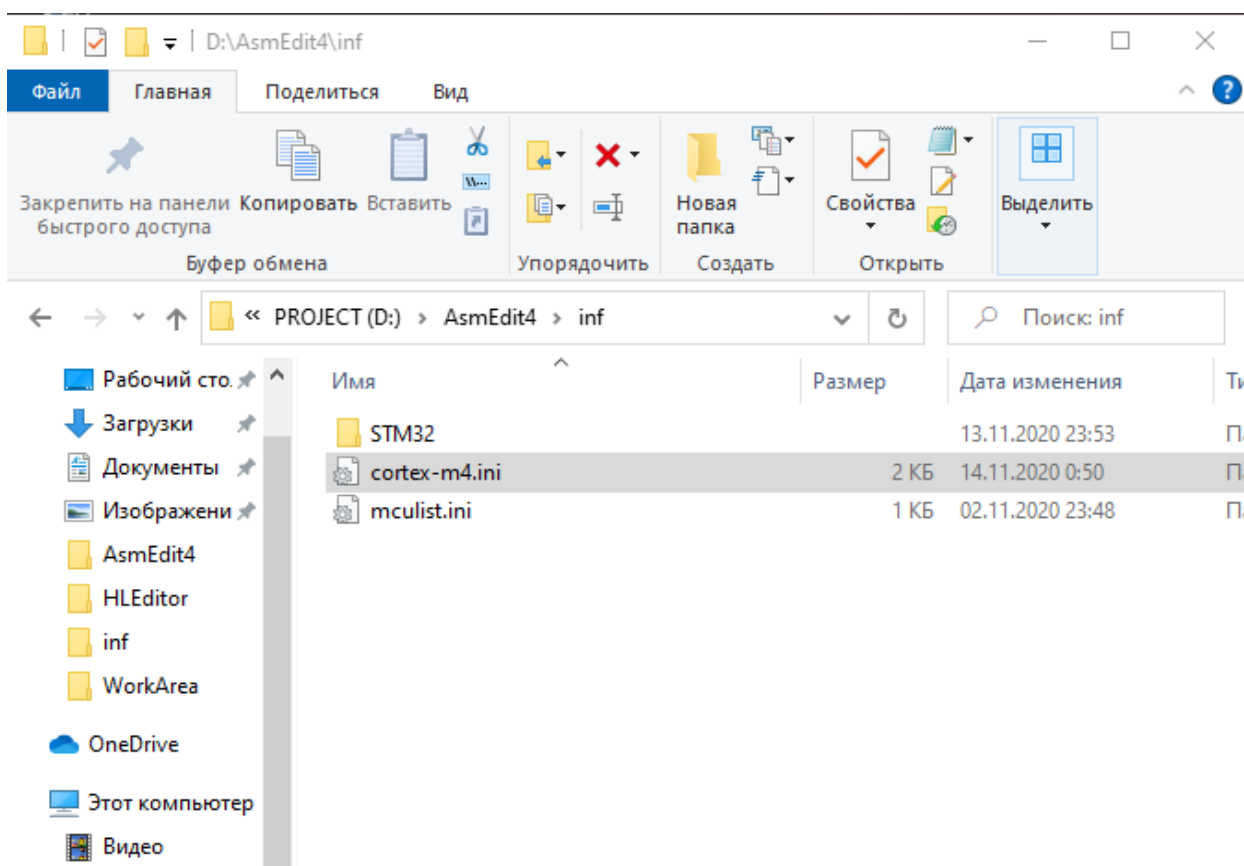 D:\AsmEdit4\inf
Файл Главная Поделиться Вид
Закрепить на панели быстрого доступа
Копировать
Вставить
Новая папка
Свойства
Выделить
Буфер обмена Упорядочить Создать Открыть
« PROJECT (D:) › AsmEdit4 › inf
Поиск: inf
Имя Размер Дата изменения
STM32 13.11.2020 23:53
cortex-m4.ini 2 КБ 14.11.2020 0:50
mculist.ini 1 КБ 02.11.2020 23:48
Рабочий сто
Загрузки
Документы
Изображени
AsmEdit4
HLEditor
inf
WorkArea
OneDrive
Этот компьютер
Видео